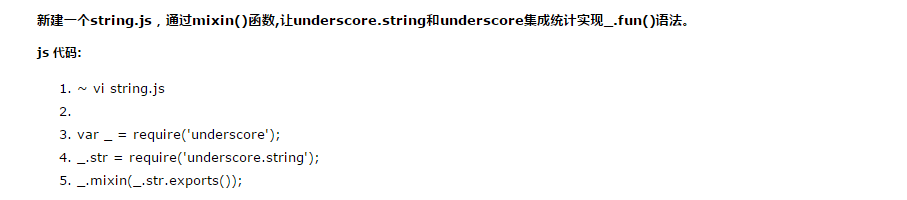 新建一个string.js，通过mixin()函数,让underscore.string和underscore集成统计实现_.fun()语法。
js 代码:
1. ~ vi string.js
2.
3. var _ = require('underscore');
4. _.str = require('underscore.string');
5. _.mixin(_.str.exports());